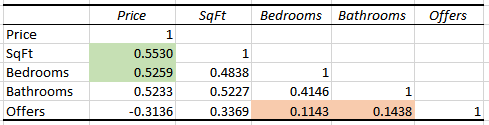 Price SqFt Bedrooms Bathrooms Offers
Price 1
SqFt 0.5530 1
Bedrooms 0.5259 0.4838 1
Bathrooms 0.5233 0.5227 0.4146 1
Offers -0.3136 0.3369 0.1143 0.1438 1